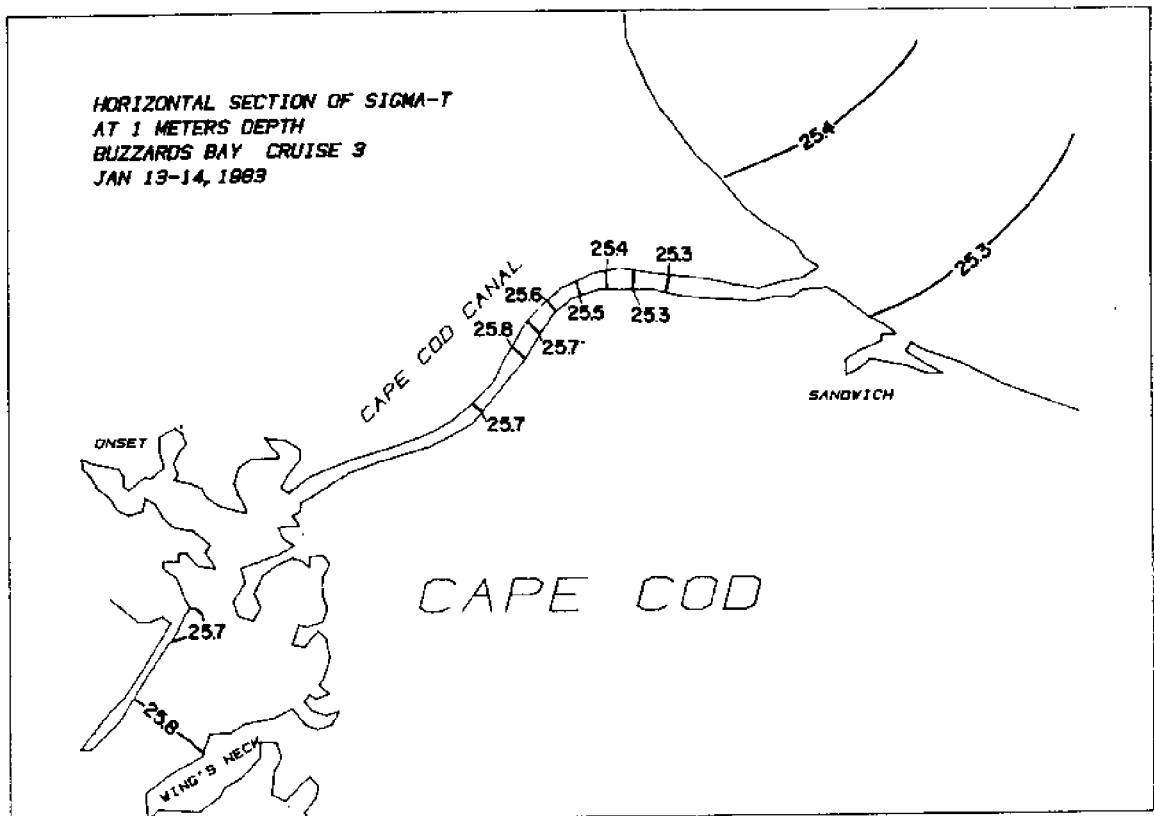 HORIZONTAL SECTION OF SIGMA-T
AT 1 METERS DEPTH
BUZZARDS BAY CRUISE 3
JAN 13-14, 1983
25.4
25.3
25.4
25.3
CAPE COD CANAL
25.6
25.5
25.3
25.8
25.7
SANDWICH
25.7
ONSET
CAPE COD
25.7
25.8
WING'S NECK